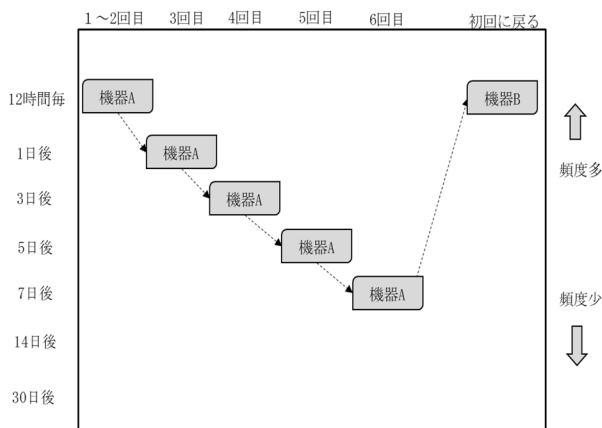 1～2回目 3回目 4回目 5回目 6回目 初回に戻る
12時間毎 機器A 機器B
1日後 機器A
頻度多
3日後 機器A
5日後 機器A
7日後 機器A
頻度少
14日後
30日後